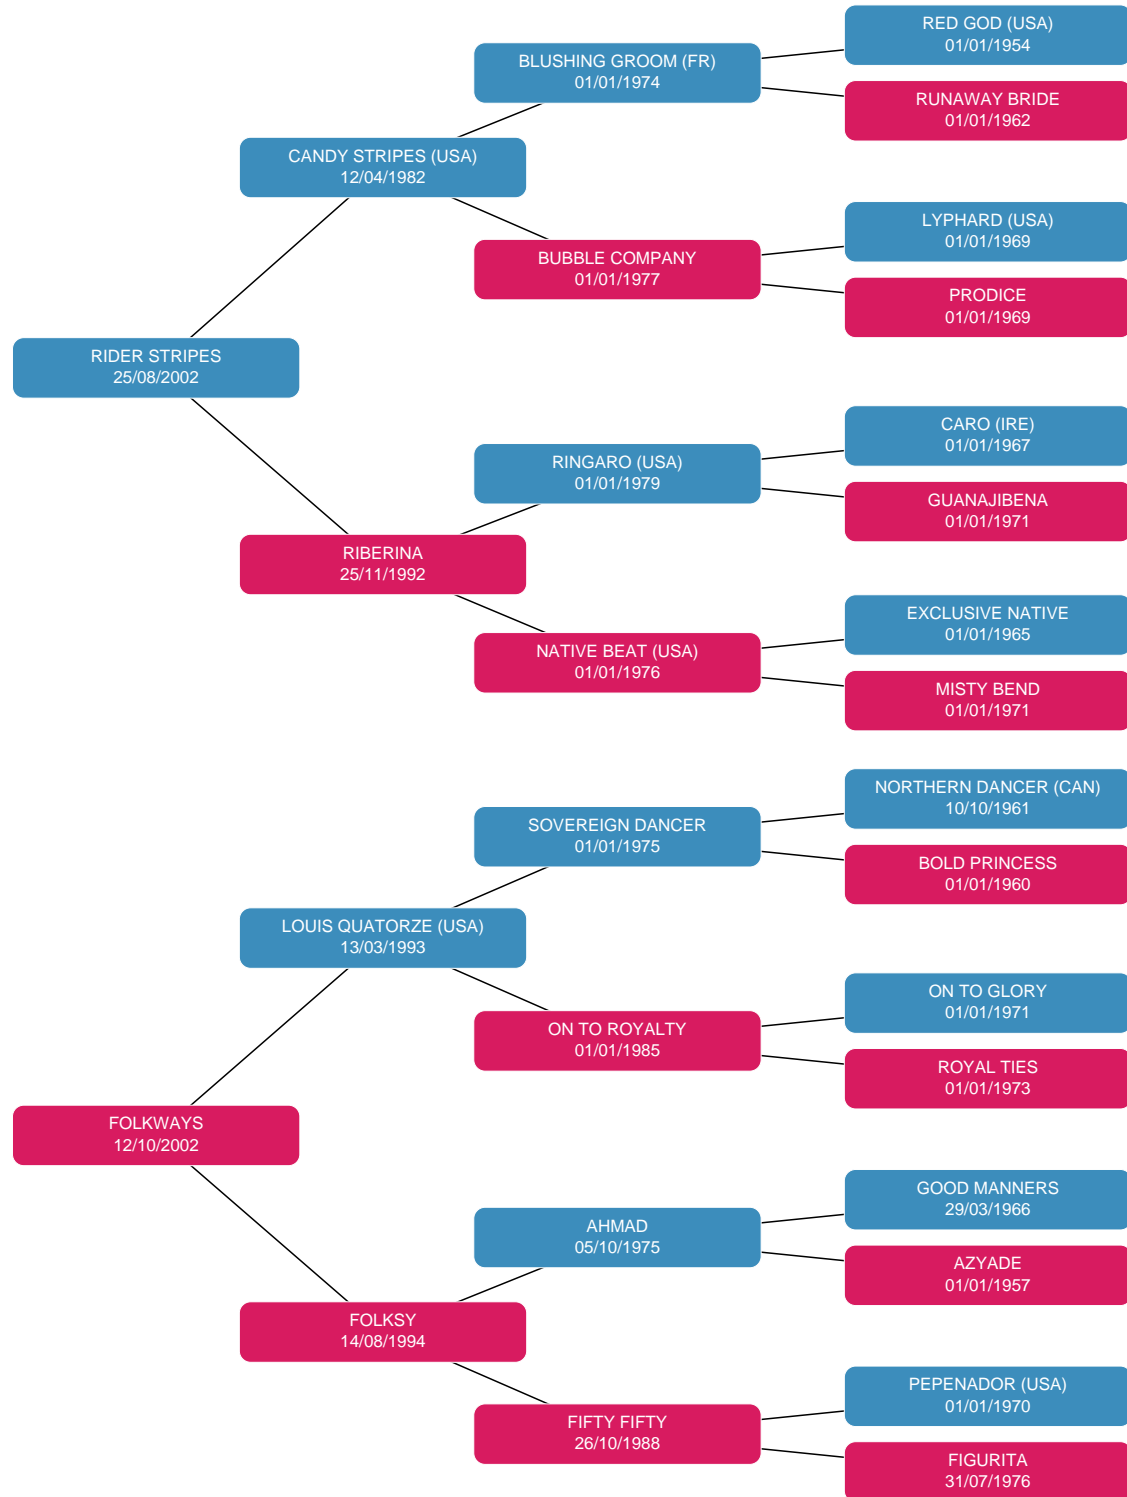 RED GOD (USA)
01/01/1954
BLUSHING GROOM (FR)
01/01/1974
RUNAWAY BRIDE
01/01/1962
CANDY STRIPES (USA)
12/04/1982
LYPHARD (USA)
01/01/1969
BUBBLE COMPANY
01/01/1977
PRODICE
01/01/1969
RIDER STRIPES
25/08/2002
CARO (IRE)
01/01/1967
RINGARO (USA)
01/01/1979
GUANAJIBENA
01/01/1971
RIBERINA
25/11/1992
EXCLUSIVE NATIVE
01/01/1965
NATIVE BEAT (USA)
01/01/1976
MISTY BEND
01/01/1971
NORTHERN DANCER (CAN)
10/10/1961
SOVEREIGN DANCER
01/01/1975
BOLD PRINCESS
01/01/1960
LOUIS QUATORZE (USA)
13/03/1993
ON TO GLORY
01/01/1971
ON TO ROYALTY
01/01/1985
ROYAL TIES
01/01/1973
FOLKWAYS
12/10/2002
GOOD MANNERS
29/03/1966
AHMAD
05/10/1975
AZYADE
01/01/1957
FOLKSY
14/08/1994
PEPENADOR (USA)
01/01/1970
FIFTY FIFTY
26/10/1988
FIGURITA
31/07/1976